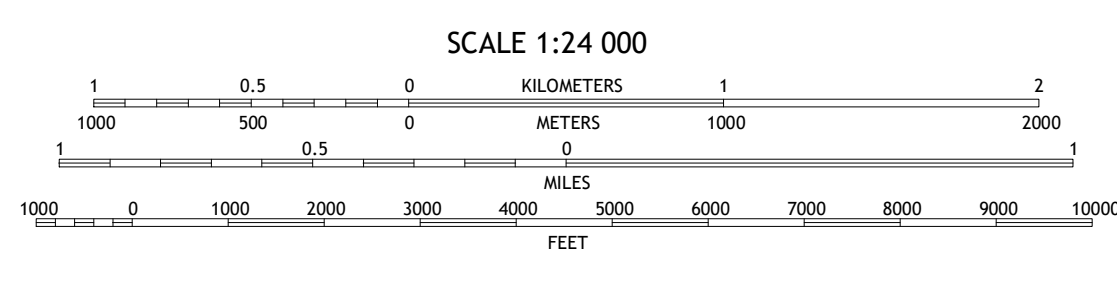 SCALE 1:24 000
1 0.5 0 KILOMETERS 1 2
1000 500 0 METERS 1000 2000
1 0.5 0 1
MILES
1000 0 1000 2000 3000 4000 5000 6000 7000 8000 9000 10000
FEET